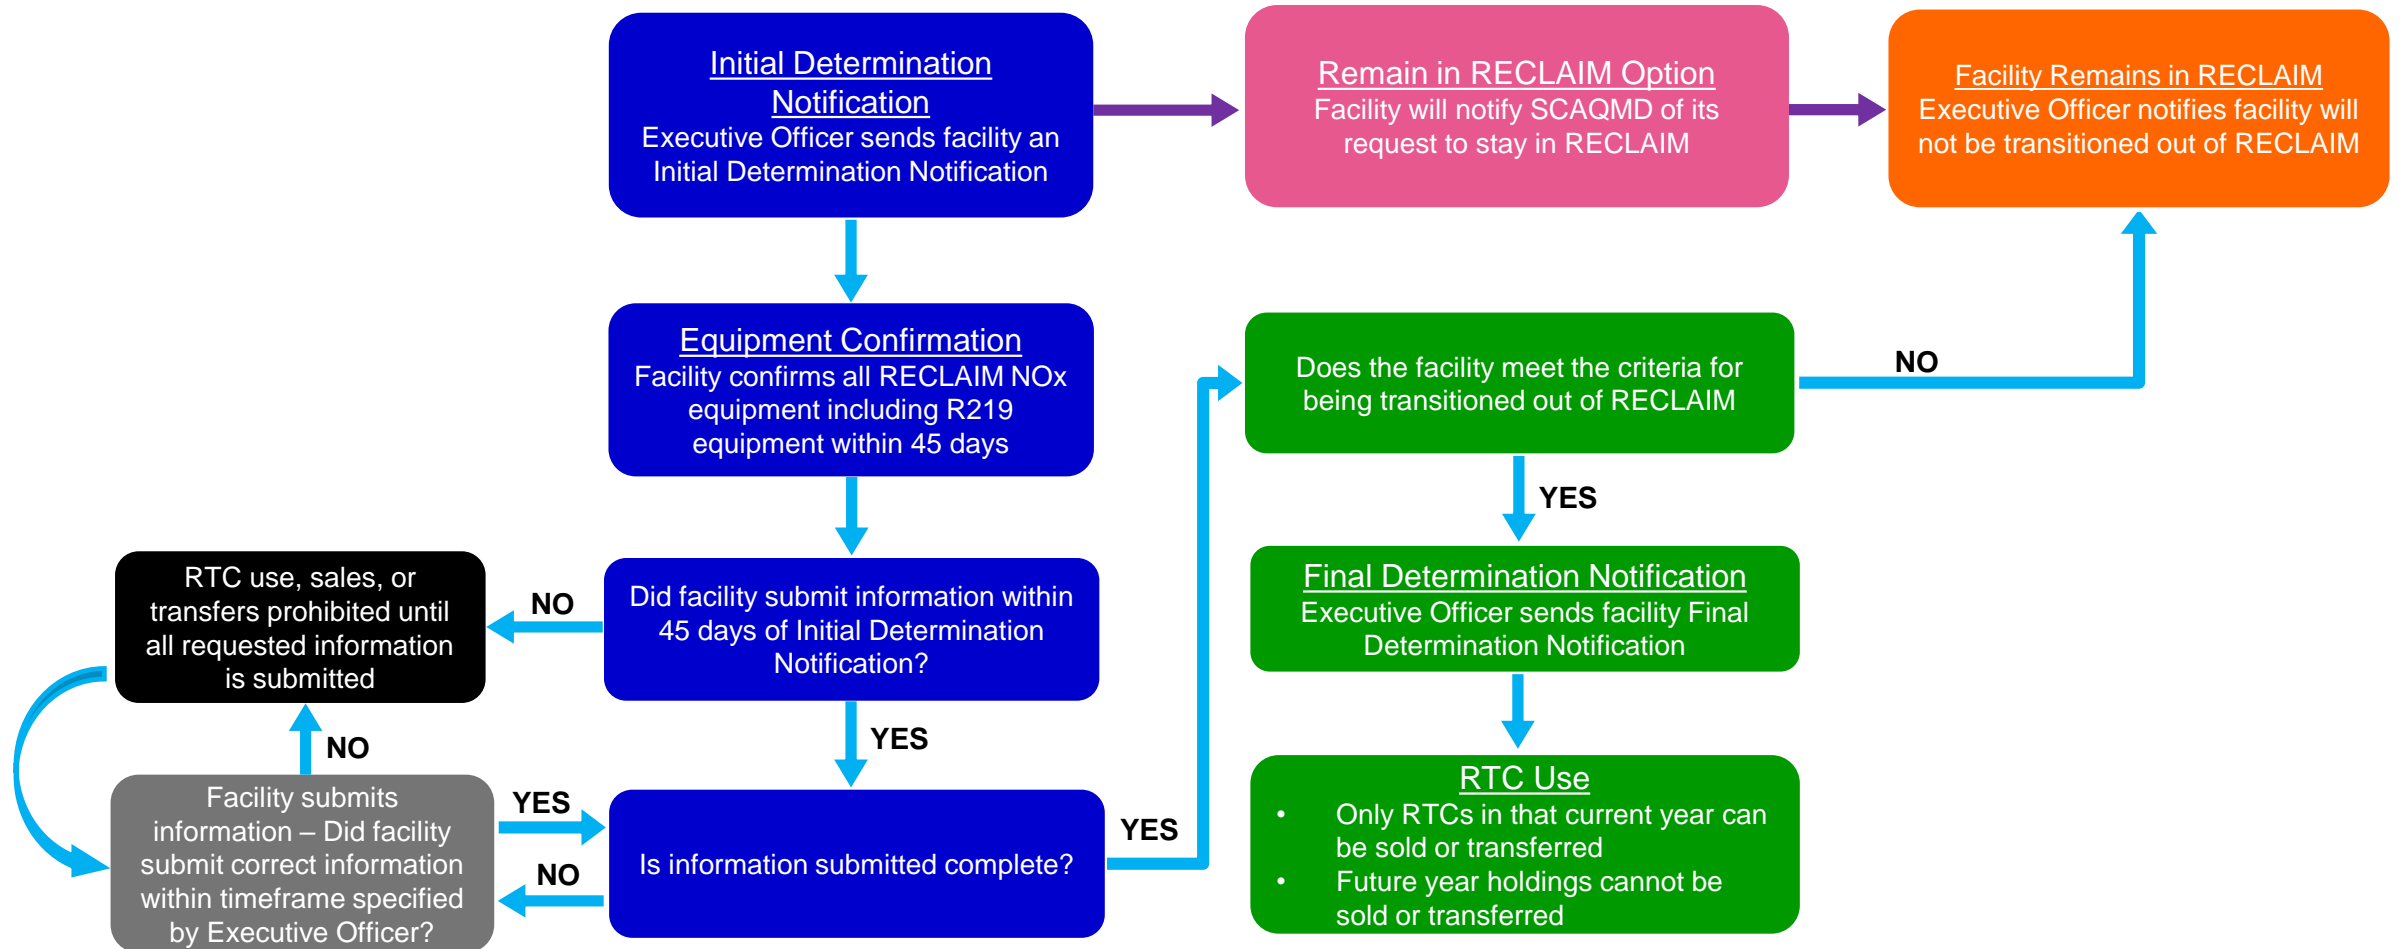 Initial Determination
Notification
Executive Officer sends facility an
Initial Determination Notification
Remain in RECLAIM Option
Facility will notify SCAQMD of its
request to stay in RECLAIM
Facility Remains in RECLAIM
Executive Officer notifies facility will
not be transitioned out of RECLAIM
Equipment Confirmation
Facility confirms all RECLAIM NOx
equipment including R219
equipment within 45 days
Does the facility meet the criteria for
being transitioned out of RECLAIM
NO
YES
RTC use, sales, or
transfers prohibited until
all requested information
is submitted
NO
Did facility submit information within
45 days of Initial Determination
Notification?
Final Determination Notification
Executive Officer sends facility Final
Determination Notification
NO
YES
Facility submits
information – Did facility
submit correct information
within timeframe specified
by Executive Officer?
YES
NO
Is information submitted complete?
YES
RTC Use
• Only RTCs in that current year can
be sold or transferred
• Future year holdings cannot be
sold or transferred